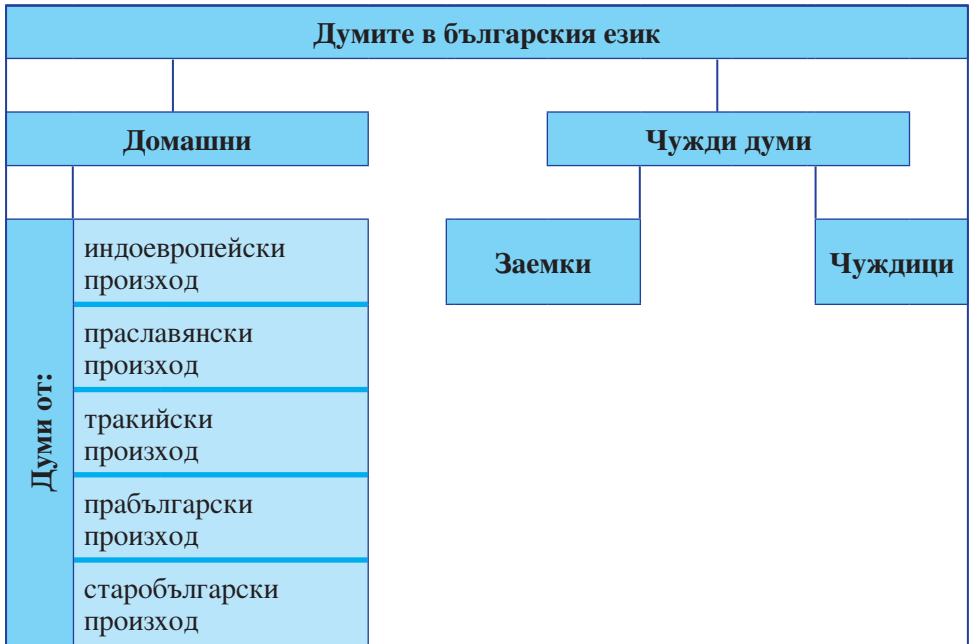 Думите в българския език
Домашни
Чужди думи
Думи от:
индоевропейски
произход
праславянски
произход
тракийски
произход
прабългарски
произход
старобългарски
произход
Заемки
Чуждици